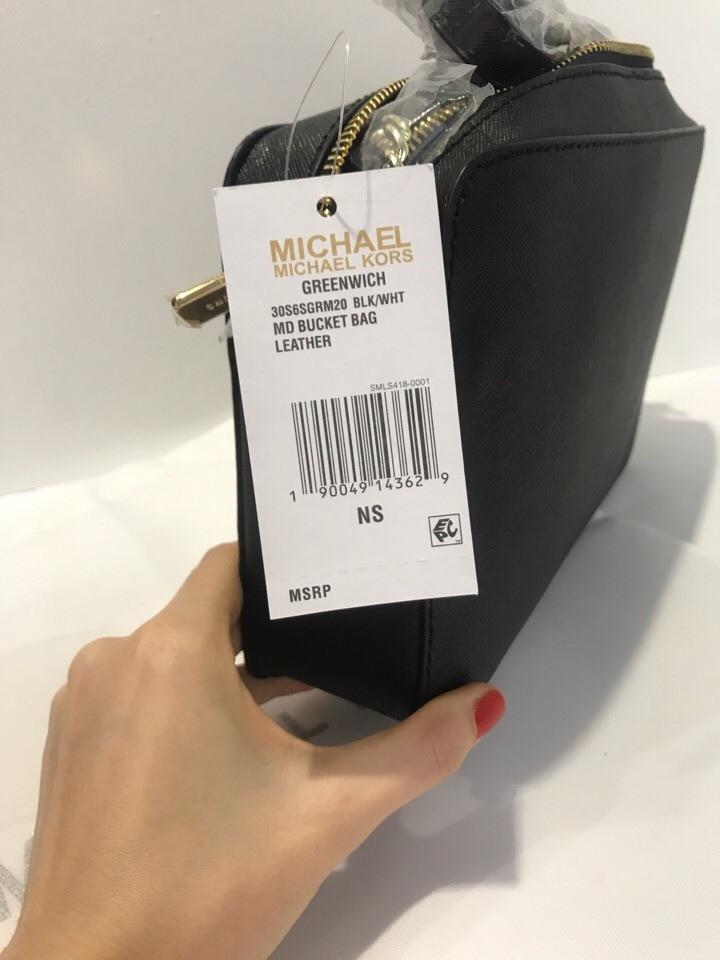 MICHAEL
MICHAEL KORS
GREENWICH
30S6SGRM20 BLK/WHT
MD BUCKET BAG
LEATHER
SMLS418-0001
1 90049 14362 9
NS
EPC
MSRP